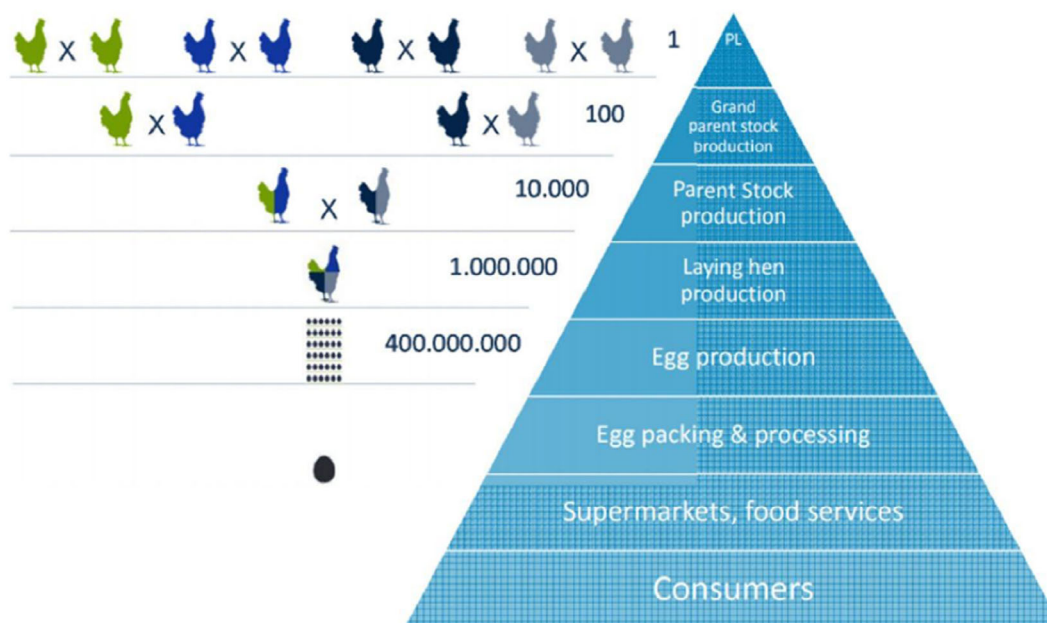 X X X X 1
PL
X X 100
Grand
parent stock
production
X 10.000
Parent Stock
production
1.000.000
Laying hen
production
400.000.000
Egg production
Egg packing & processing
Supermarkets, food services
Consumers